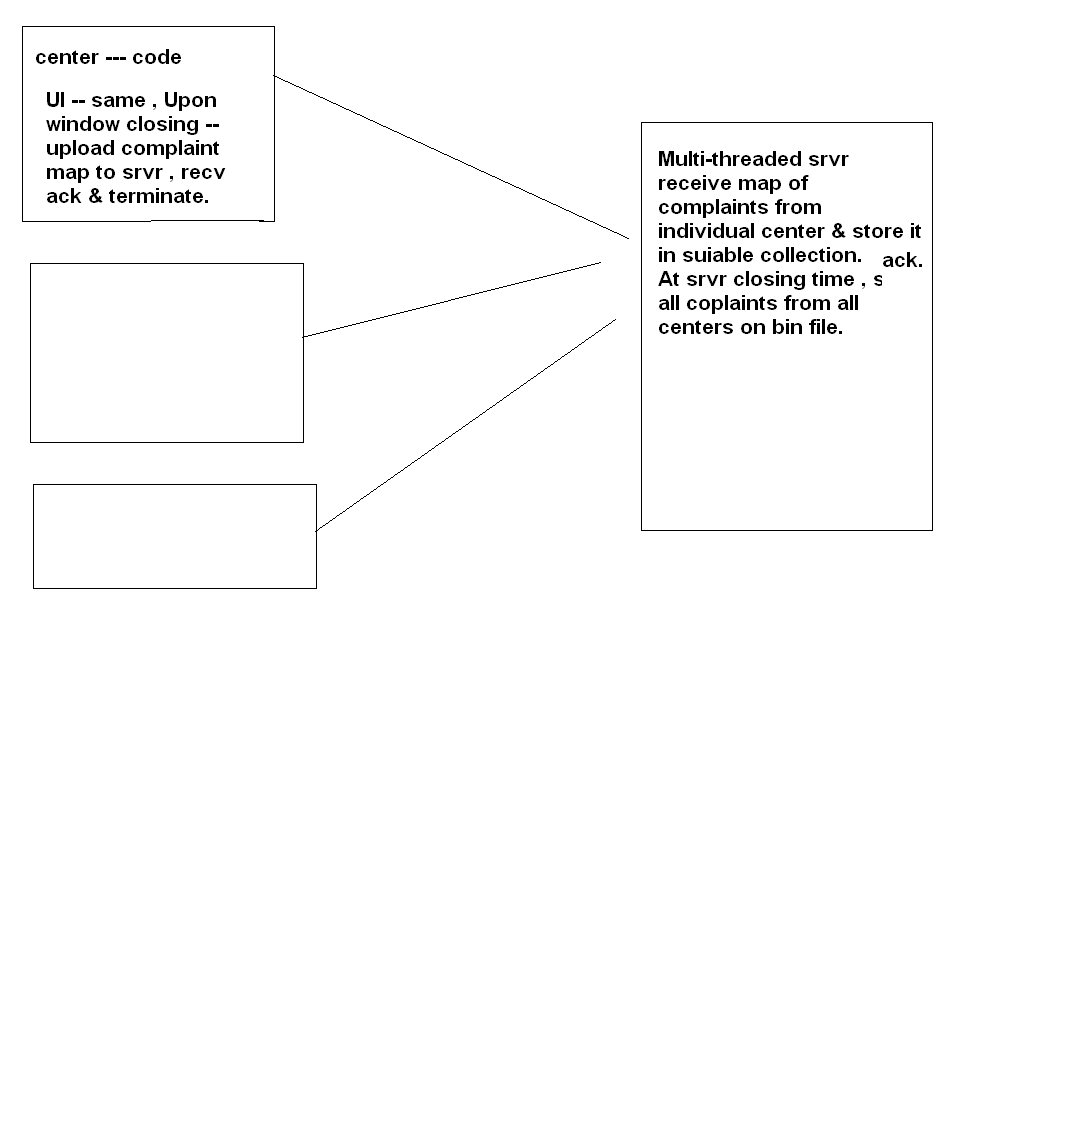 center --- code
UI -- same , Upon
window closing --
upload complaint
map to srvr , recv
ack & terminate.
Multi-threaded srvr
receive map of
complaints from
individual center & store it
in suiable collection.
ack.
At srvr closing time , s
all coplaints from all
centers on bin file.